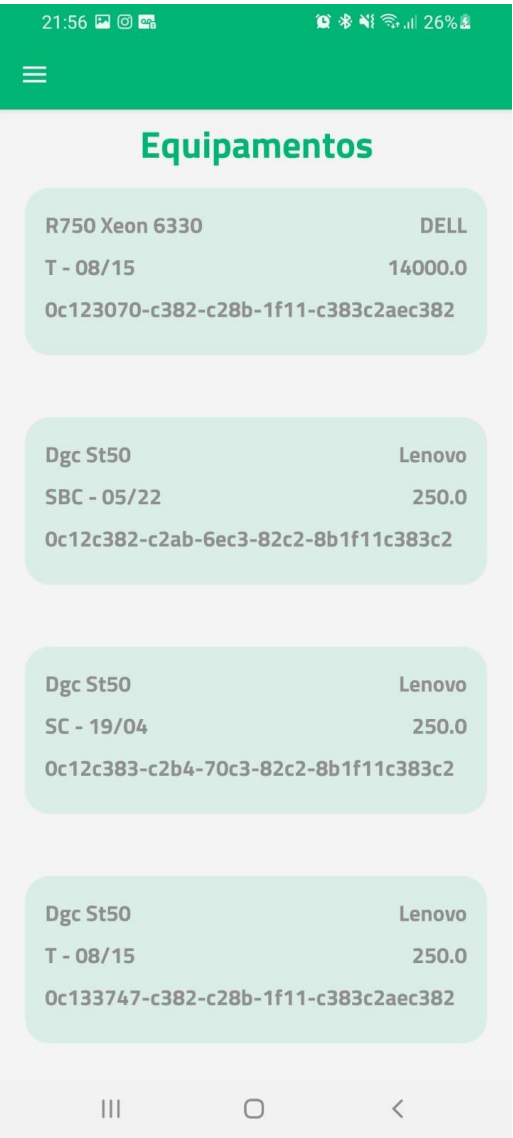 21:56 26%
Equipamentos
R750 Xeon 6330 DELL
T - 08/15 14000.0
0c123070-c382-c28b-1f11-c383c2aec382
Dgc St50 Lenovo
SBC - 05/22 250.0
0c12c382-c2ab-6ec3-82c2-8b1f11c383c2
Dgc St50 Lenovo
SC - 19/04 250.0
0c12c383-c2b4-70c3-82c2-8b1f11c383c2
Dgc St50 Lenovo
T - 08/15 250.0
0c133747-c382-c28b-1f11-c383c2aec382